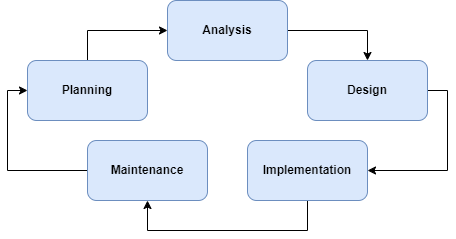 Analysis
Planning
Design
Maintenance
Implementation